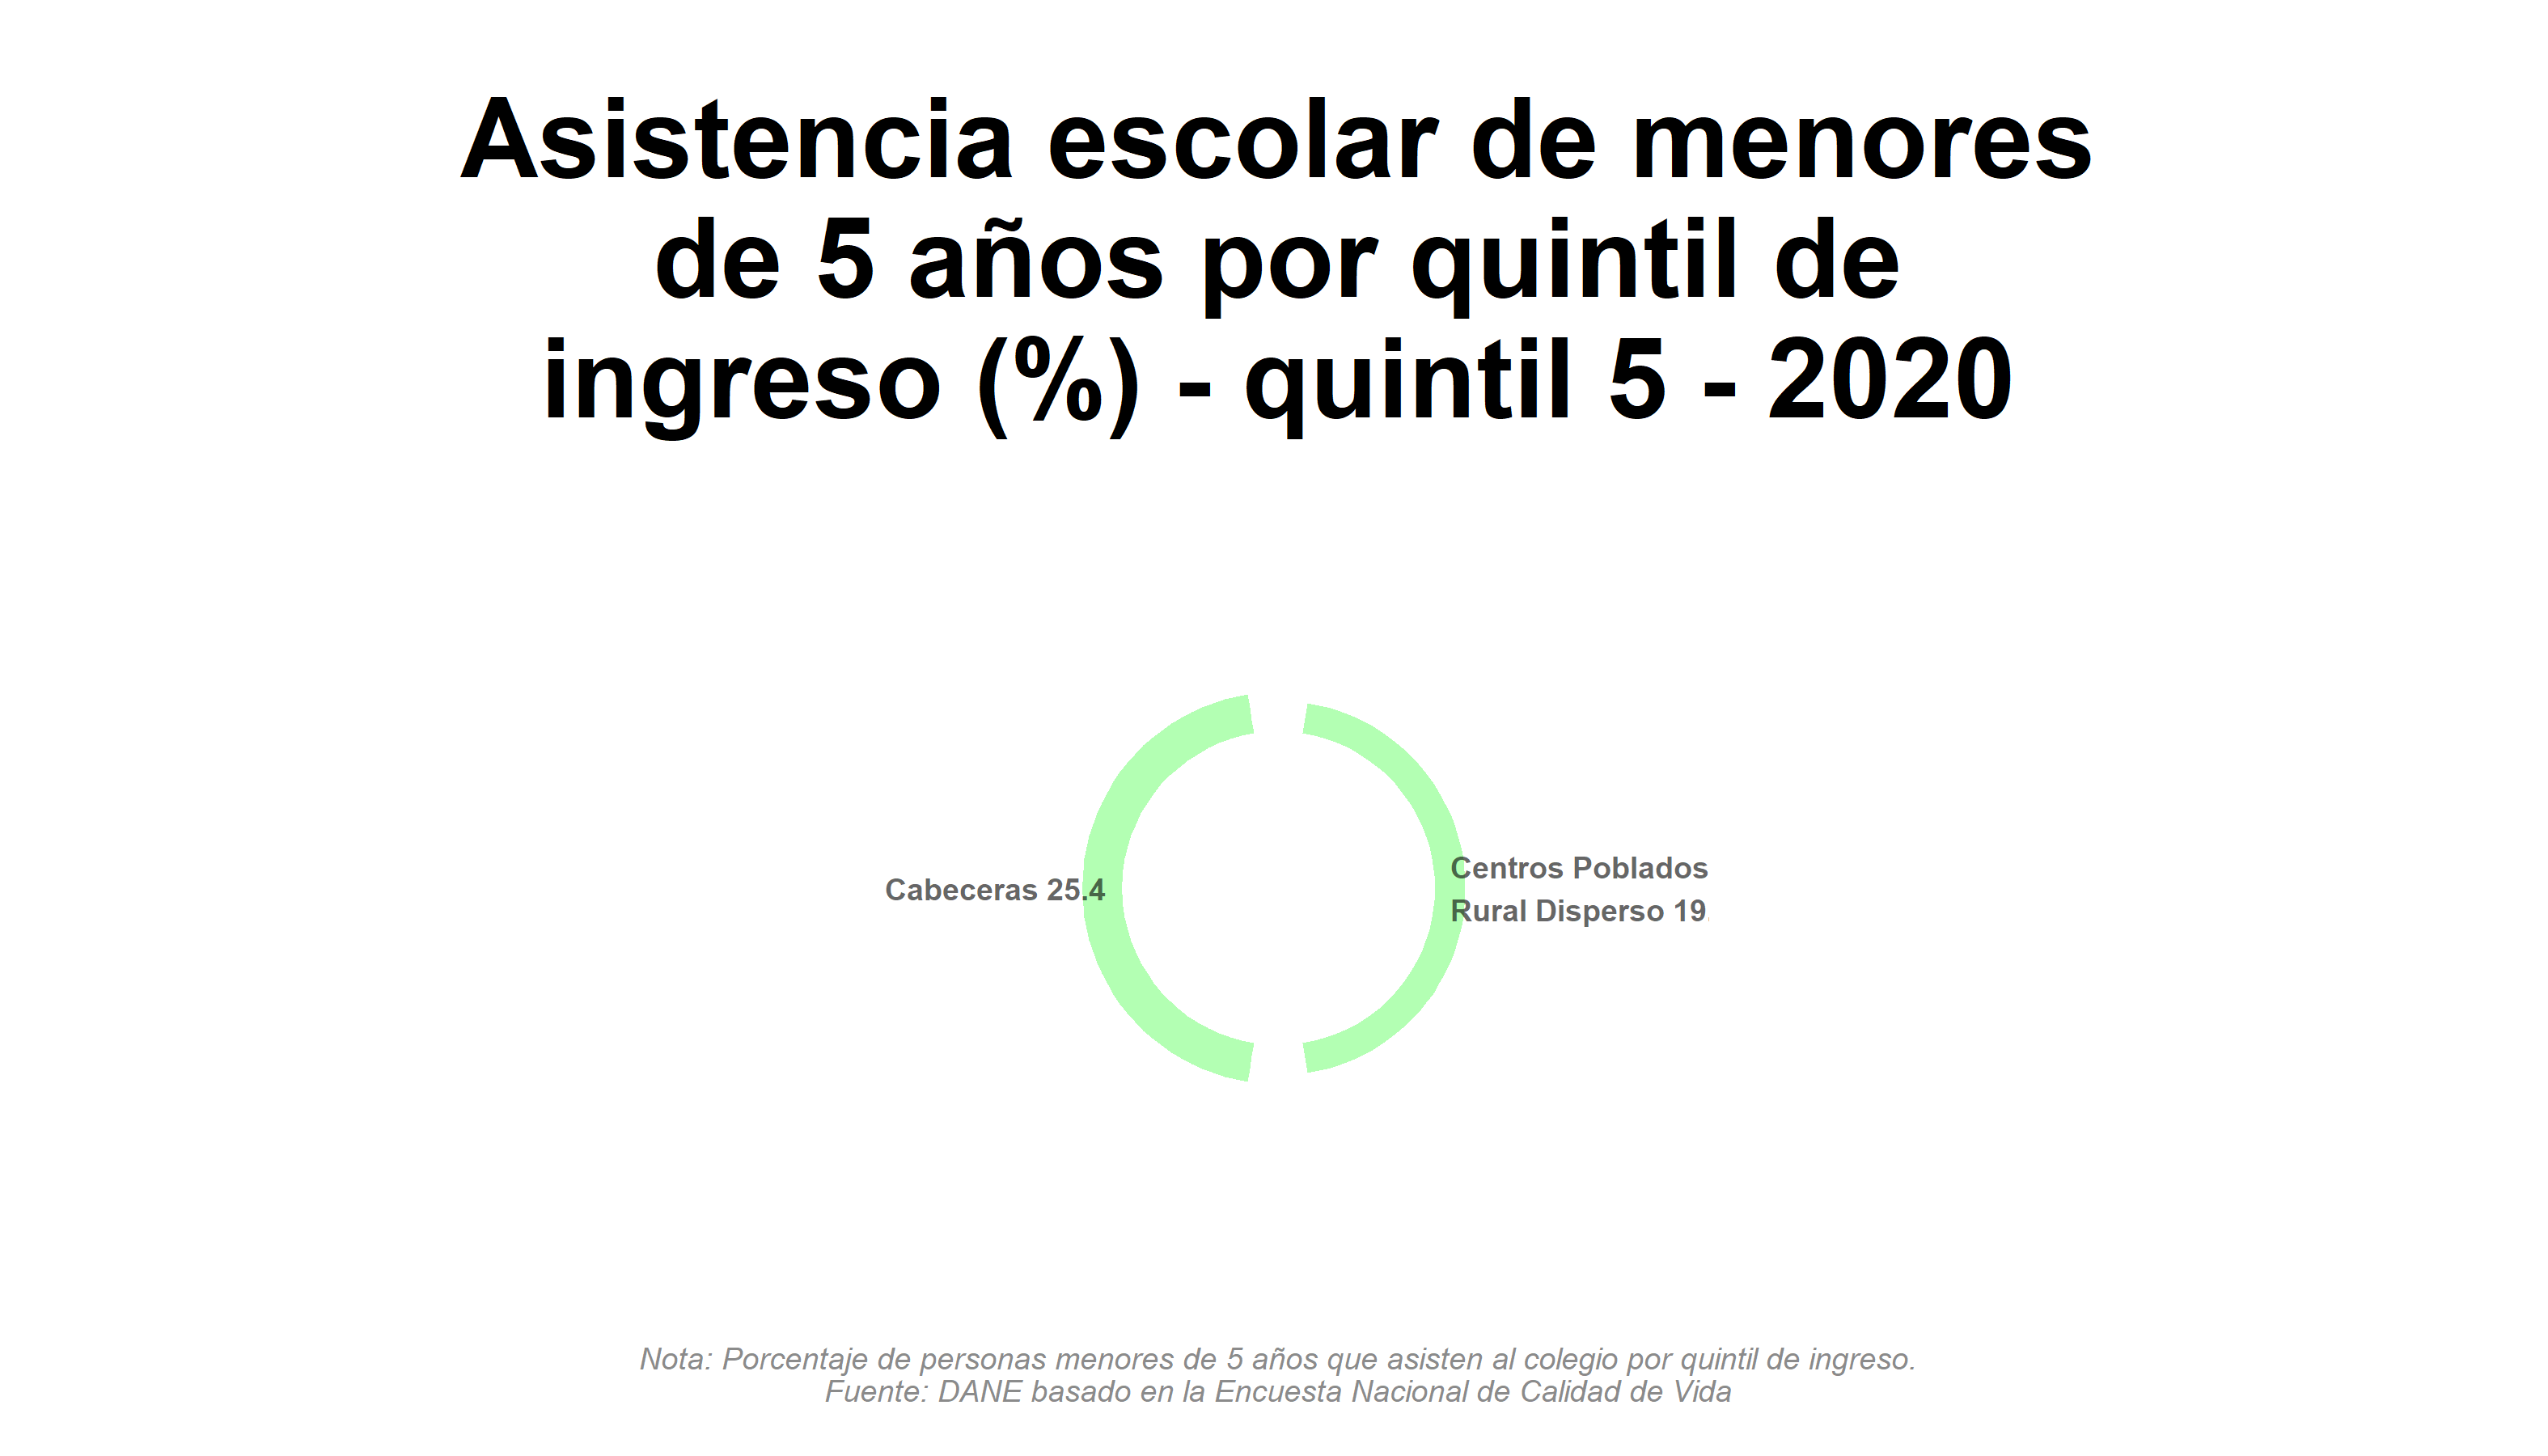 Asistencia escolar de menores
de 5 años por quintil de
ingreso (%) - quintil 5 - 2020
Cabeceras 25.4
Centros Poblados
Rural Disperso 19.
Nota: Porcentaje de personas menores de 5 años que asisten al colegio por quintil de ingreso.
Fuente: DANE basado en la Encuesta Nacional de Calidad de Vida